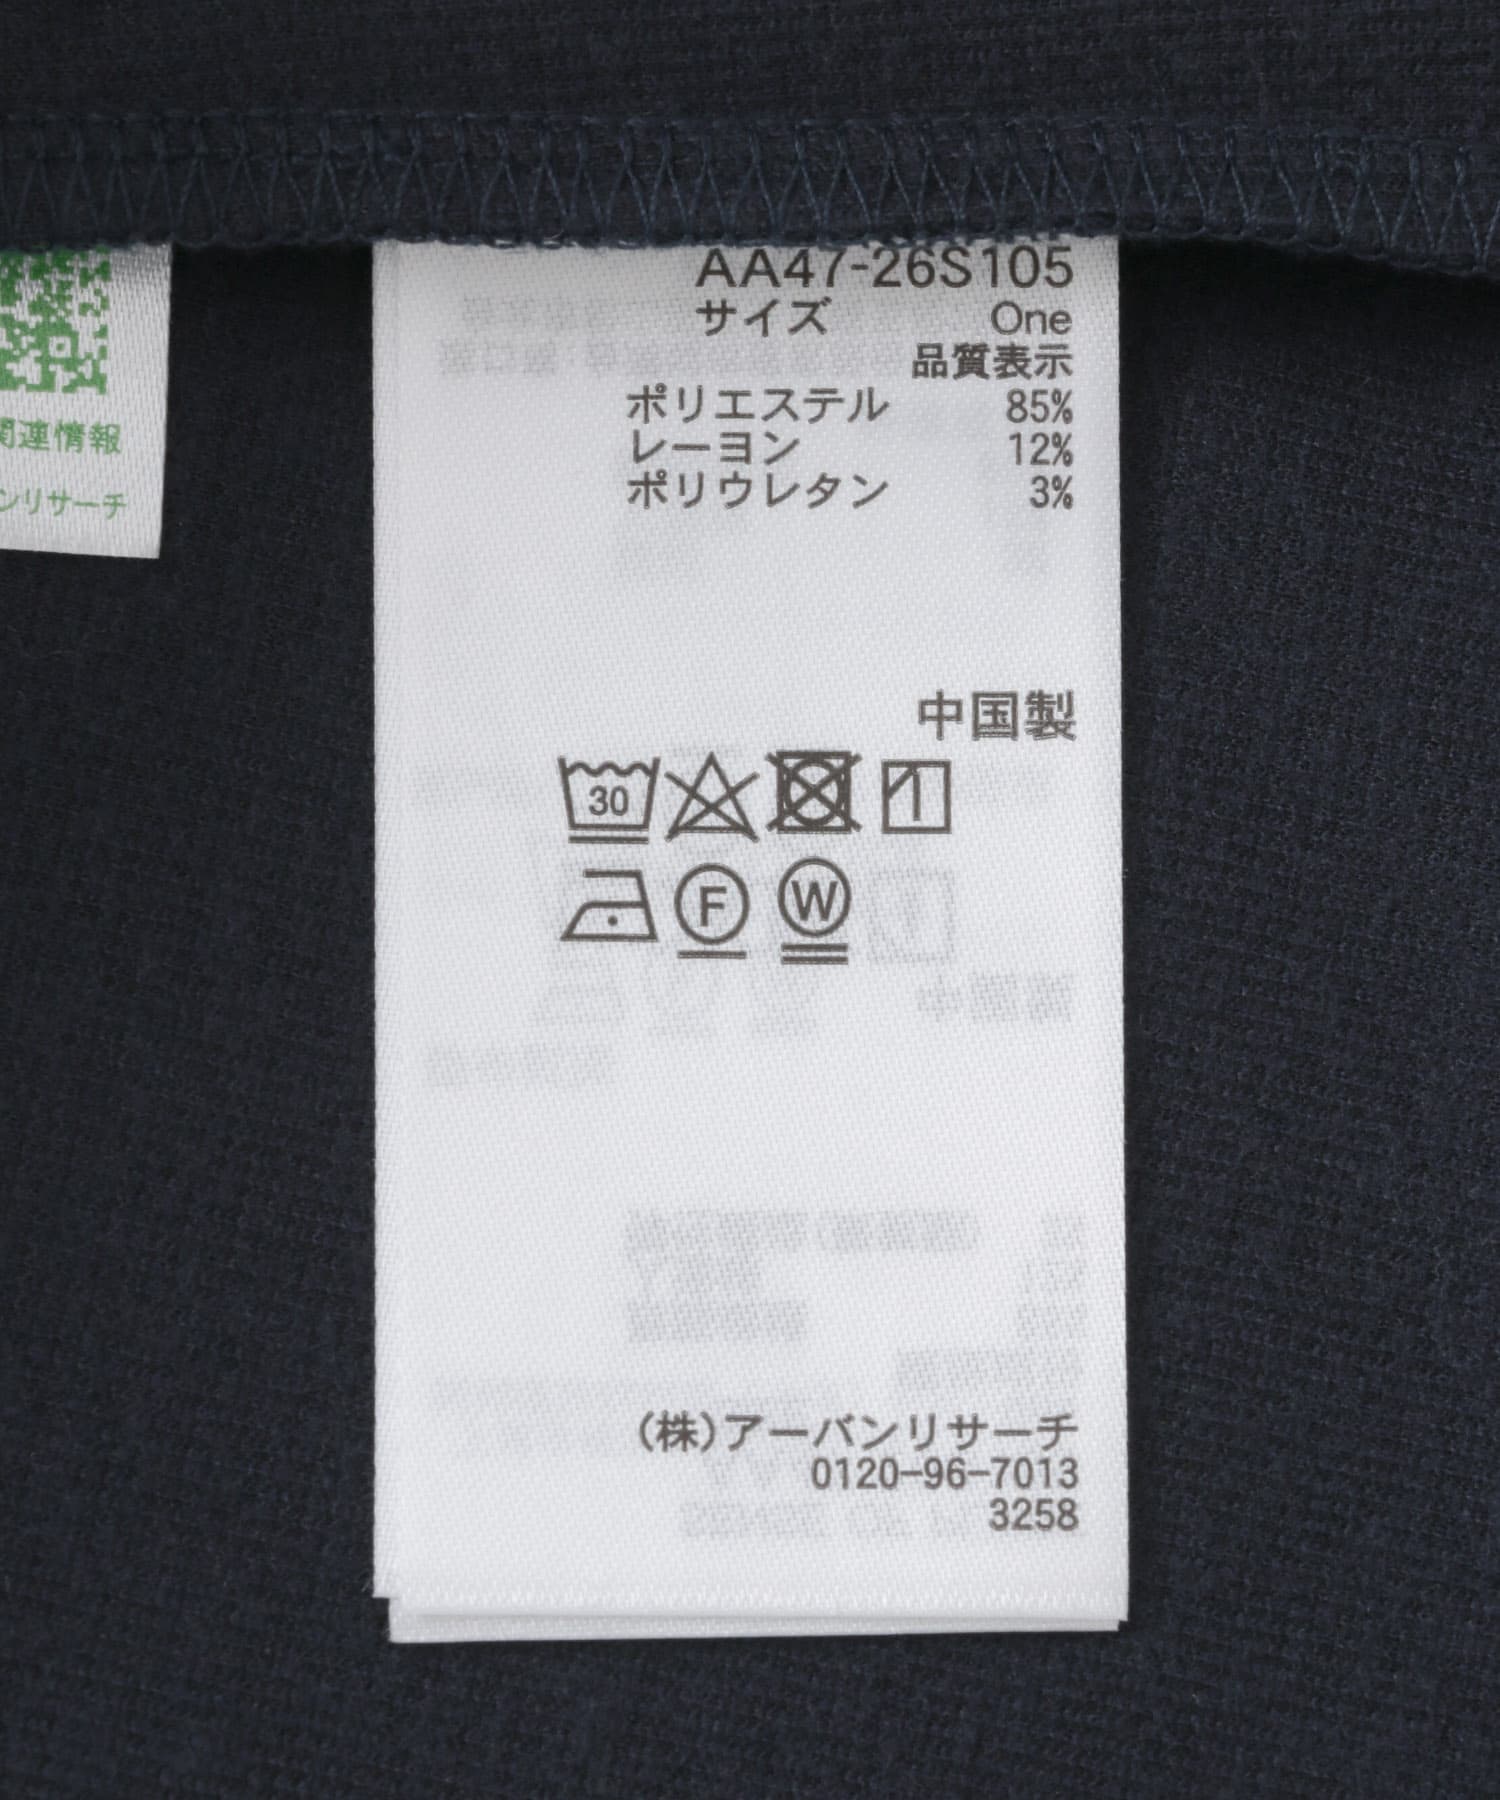 AA47-26S105
サイズ One
品質表示
ポリエステル 85%
レーヨン 12%
ポリウレタン 3%
中国製
30
F W
(株)アーバンリサーチ
0120-96-7013
3258
関連情報
ンリサーチ